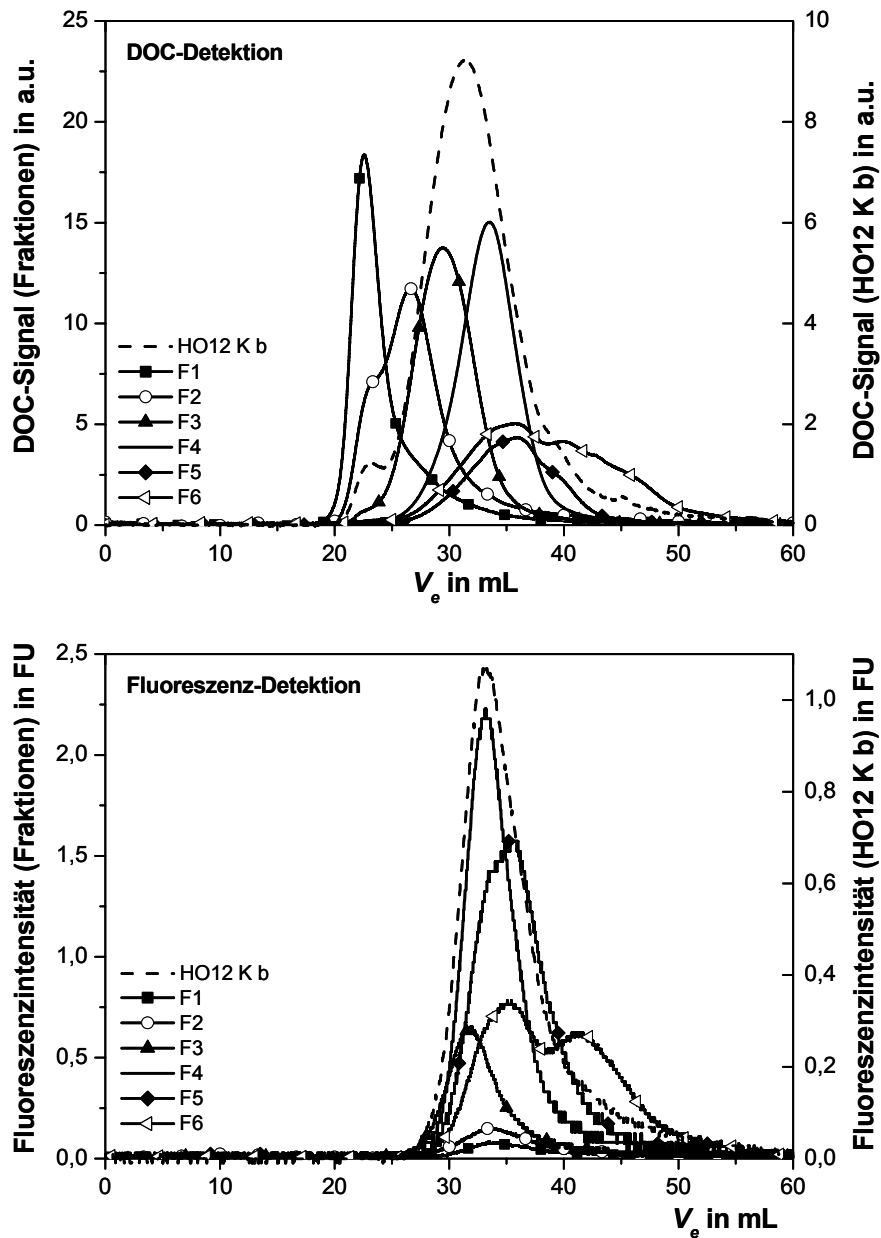 DOC-Detektion
DOC-Signal (Fraktionen) in a.u.
25
20
15
10
5
0
DOC-Signal (HO12 K b) in a.u.
10
8
6
4
2
0
HO12 K b
F1
F2
F3
F4
F5
F6
0 10 20 30 40 50 60
Ve in mL
Fluoreszenz-Detektion
Fluoreszenzintensität (Fraktionen) in FU
2,5
2,0
1,5
1,0
0,5
0,0
Fluoreszenzintensität (HO12 K b) in FU
1,0
0,8
0,6
0,4
0,2
0,0
HO12 K b
F1
F2
F3
F4
F5
F6
0 10 20 30 40 50 60
Ve in mL